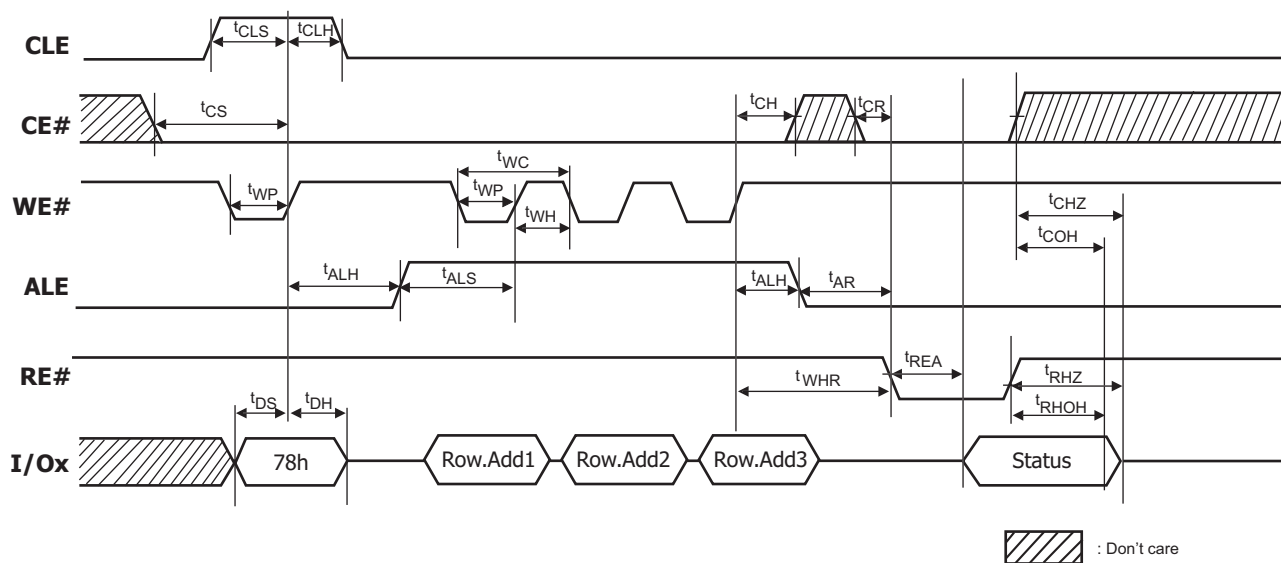 CLE
tCLS
tCLH
CE#
tCS
tCH
tCR
WE#
tWP
tWC
tWP
tWH
tCHZ
tCOH
ALE
tALH
tALS
tALH
tAR
RE#
tWHR
tREA
tRHZ
tRHOH
tDS
tDH
I/Ox
78h
Row.Add1
Row.Add2
Row.Add3
Status
: Don't care